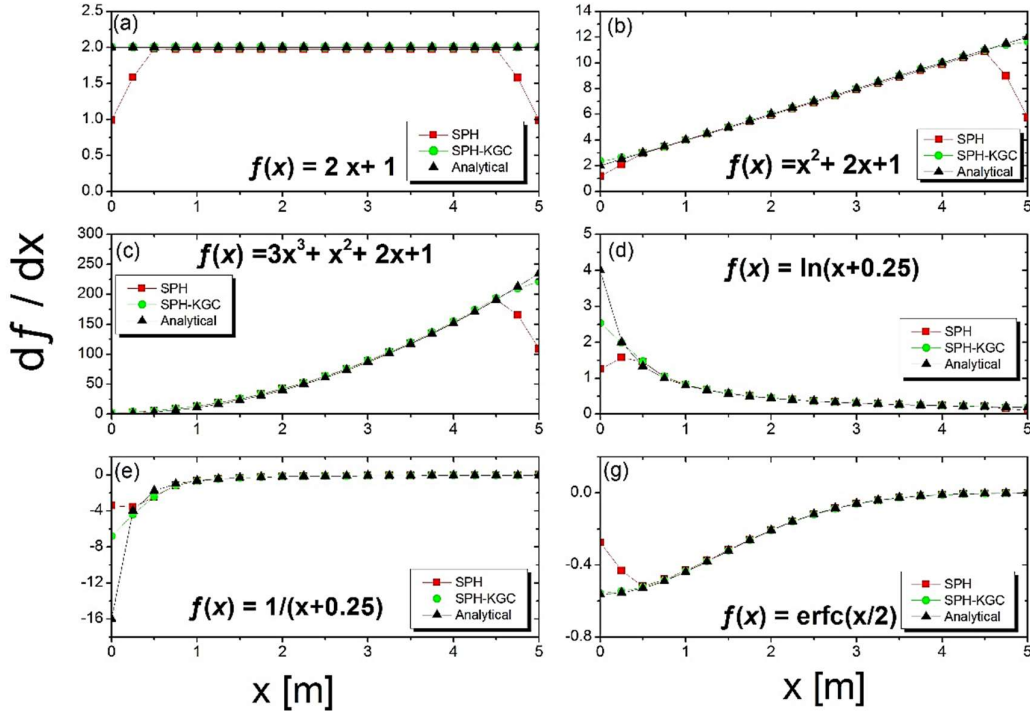 (a)
2.5
2.0
1.5
1.0
0.5
0.0
0 1 2 3 4 5
SPH
SPH-KGC
Analytical
f(x) = 2 x+ 1
(b)
14
12
10
8
6
4
2
0
0 1 2 3 4 5
SPH
SPH-KGC
Analytical
f(x) =x²+ 2x+1
df / dx
(c)
f(x) =3x³+ x²+ 2x+1
300
250
200
150
100
50
0
0 1 2 3 4 5
SPH
SPH-KGC
Analytical
(d)
f(x) = ln(x+0.25)
5
4
3
2
1
0
0 1 2 3 4 5
SPH
SPH-KGC
Analytical
(e)
0
-4
-8
-12
-16
0 1 2 3 4 5
SPH
SPH-KGC
Analytical
f(x) = 1/(x+0.25)
x [m]
(g)
0.0
-0.4
-0.8
0 1 2 3 4 5
SPH
SPH-KGC
Analytical
f(x) = erfc(x/2)
x [m]